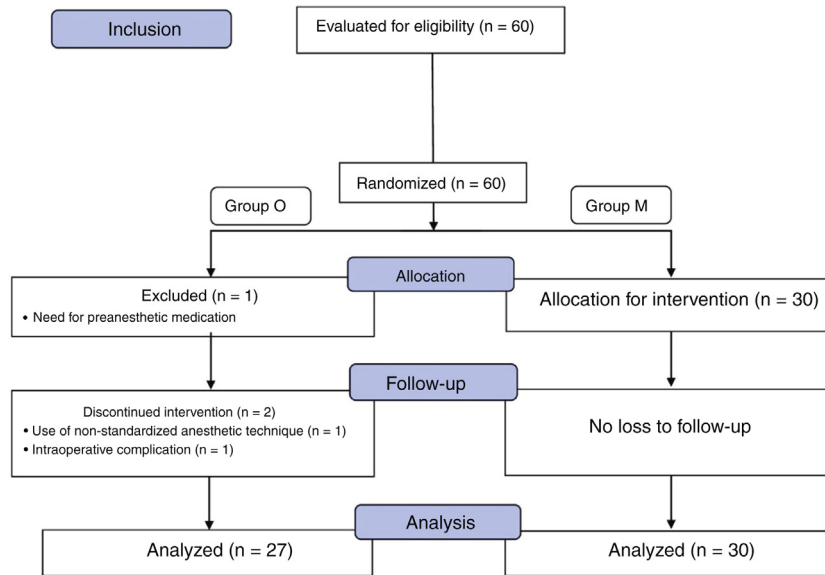 Inclusion
Evaluated for eligibility (n = 60)
Randomized (n = 60)
Group O
Group M
Allocation
Excluded (n = 1)
• Need for preanesthetic medication
Allocation for intervention (n = 30)
Follow-up
Discontinued intervention (n = 2)
• Use of non-standardized anesthetic technique (n = 1)
• Intraoperative complication (n = 1)
No loss to follow-up
Analysis
Analyzed (n = 27)
Analyzed (n = 30)